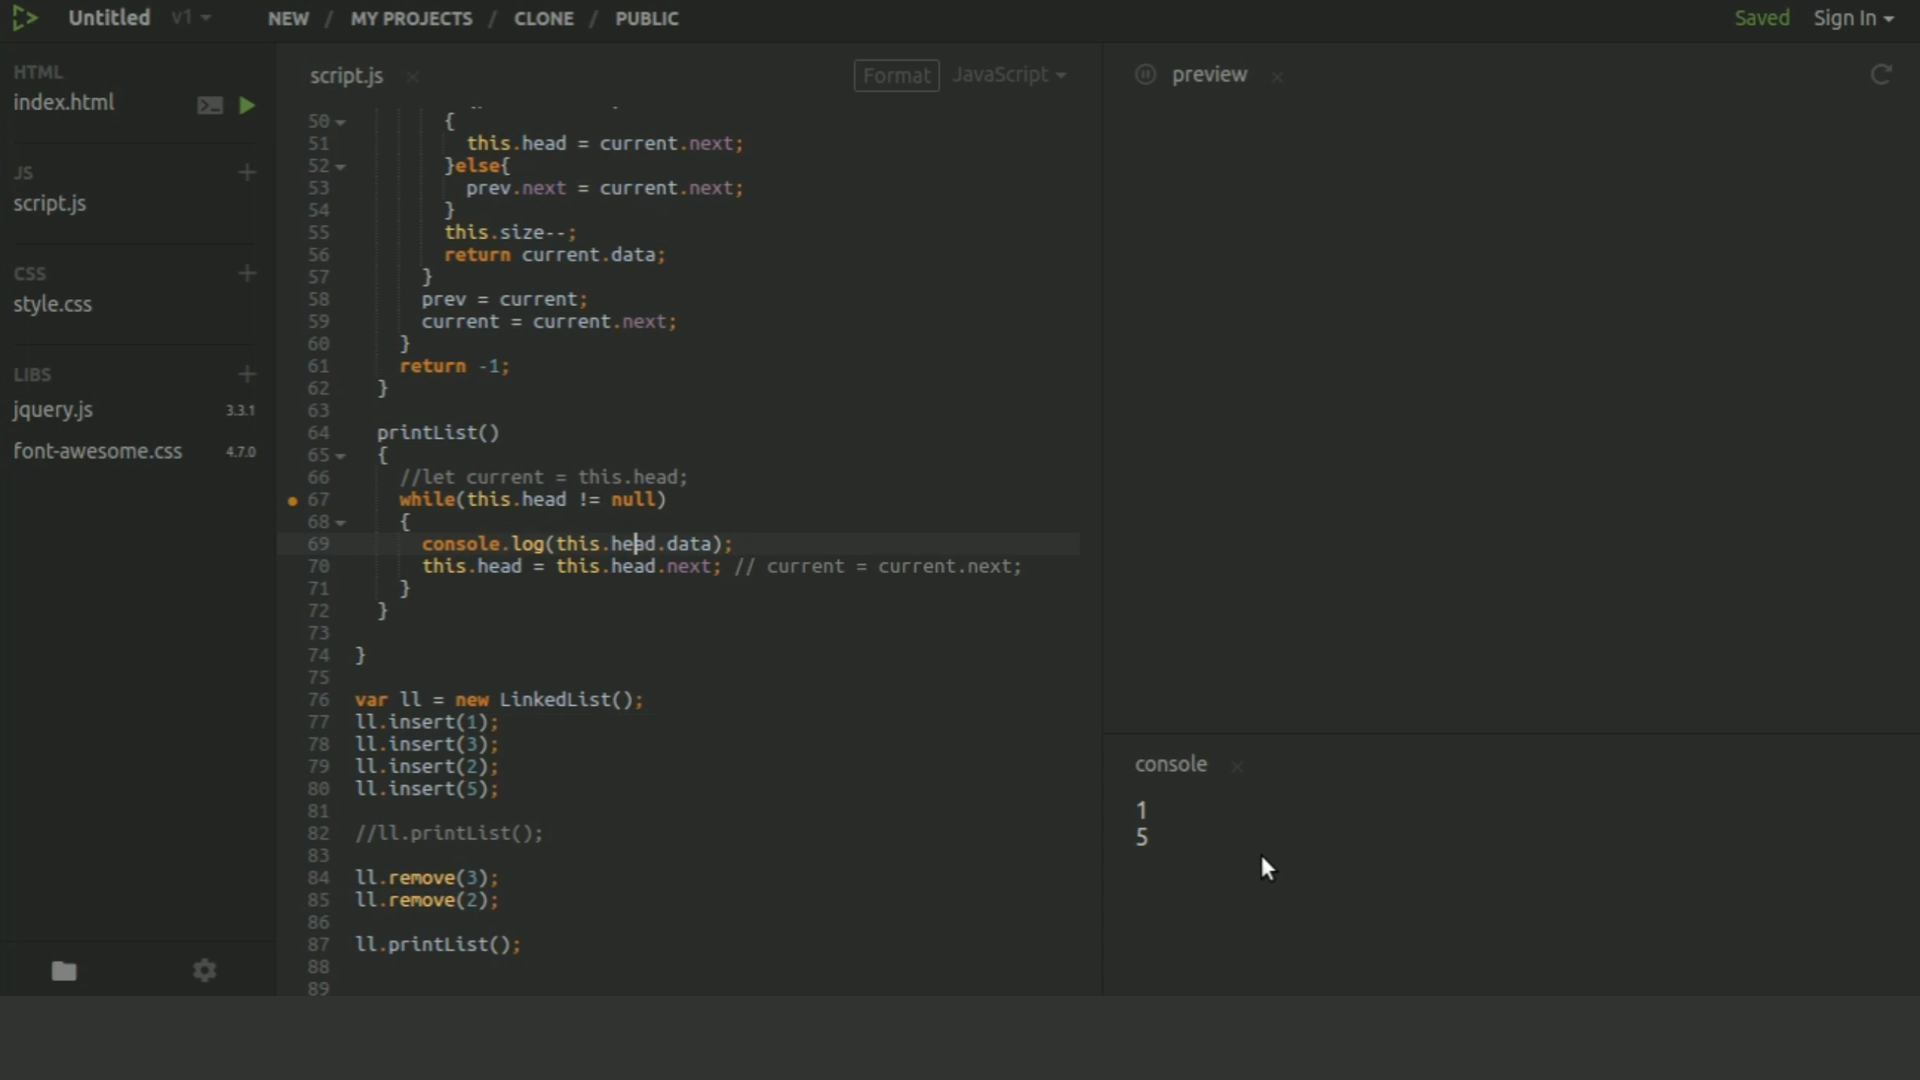 Untitled v1
NEW / MY PROJECTS / CLONE / PUBLIC
Saved Sign In
HTML
index.html
JS
script.js
CSS
style.css
LIBS
jquery.js 3.3.1
font-awesome.css 4.7.0
script.js
Format JavaScript
50 {
51 this.head = current.next;
52 }else{
53 prev.next = current.next;
54 }
55 this.size--;
56 return current.data;
57 }
58 prev = current;
59 current = current.next;
60 }
61 return -1;
62 }
63
64 printList()
65 {
66 //let current = this.head;
67 while(this.head != null)
68 {
69 console.log(this.head.data);
70 this.head = this.head.next; // current = current.next;
71 }
72 }
73
74 }
75
76 var ll = new LinkedList();
77 ll.insert(1);
78 ll.insert(3);
79 ll.insert(2);
80 ll.insert(5);
81
82 //ll.printList();
83
84 ll.remove(3);
85 ll.remove(2);
86
87 ll.printList();
88
89
preview
console
1
5